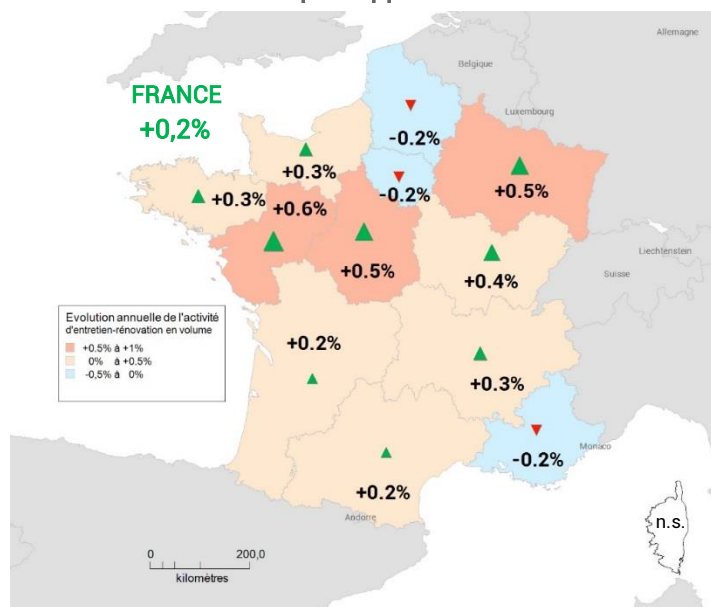 Allemagne
Belgique
FRANCE
+0,2%
Luxembourg
-0.2%
+0.3%
-0.2%
+0.5%
+0.3%
+0.6%
+0.5%
+0.4%
Liechtenstein
Suisse
Evolution annuelle de l'activité
d'entretien-rénovation en volume
+0.5% à +1%
0% à +0.5%
-0,5% à 0%
+0.2%
+0.3%
-0.2%
Monaco
+0.2%
Andorre
n.s.
0 200,0
kilomètres